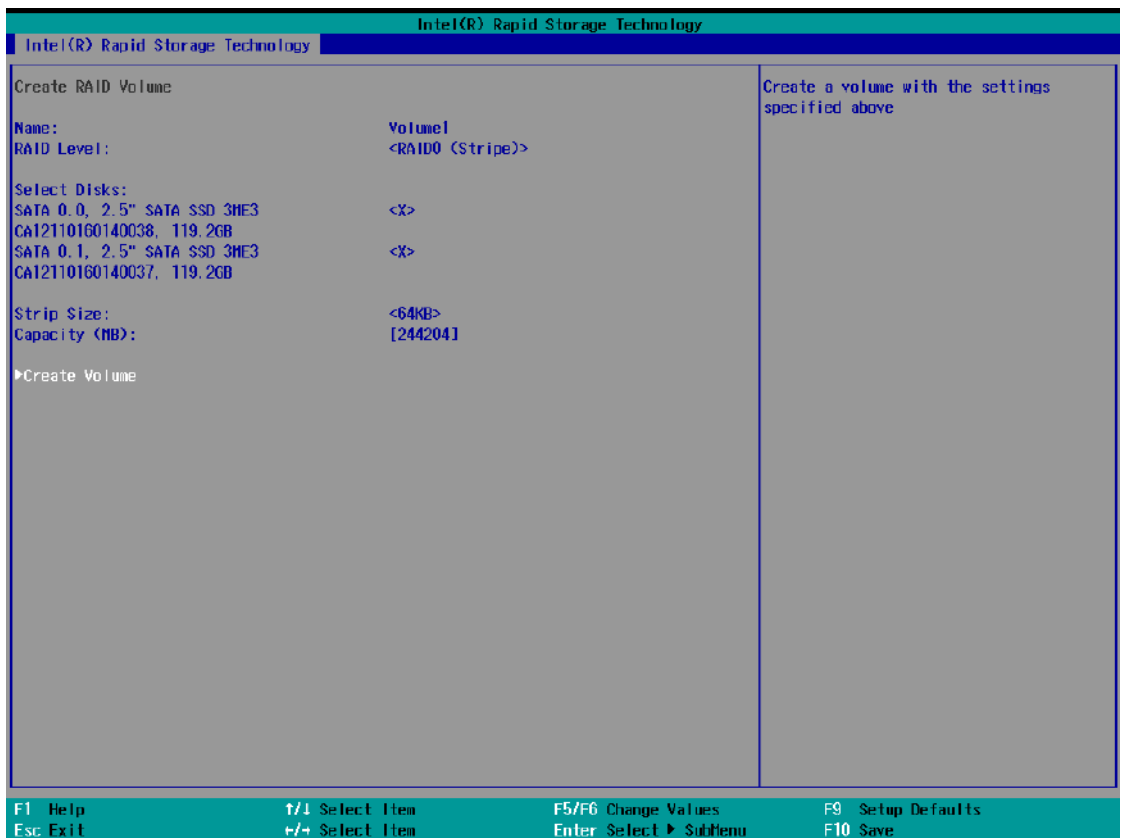 Intel(R) Rapid Storage Technology
Intel(R) Rapid Storage Technology
Create RAID Volume
Name: Volume1
RAID Level: <RAID0 (Stripe)>
Select Disks:
SATA 0.0, 2.5" SATA SSD 3ME3 <X>
CA12110160140038, 119.2GB
SATA 0.1, 2.5" SATA SSD 3ME3 <X>
CA12110160140037, 119.2GB
Strip Size: <64KB>
Capacity (MB): [244204]
▶Create Volume
Create a volume with the settings
specified above
F1 Help ↑/↓ Select Item F5/F6 Change Values F9 Setup Defaults
Esc Exit ←/→ Select Item Enter Select ▶ SubMenu F10 Save